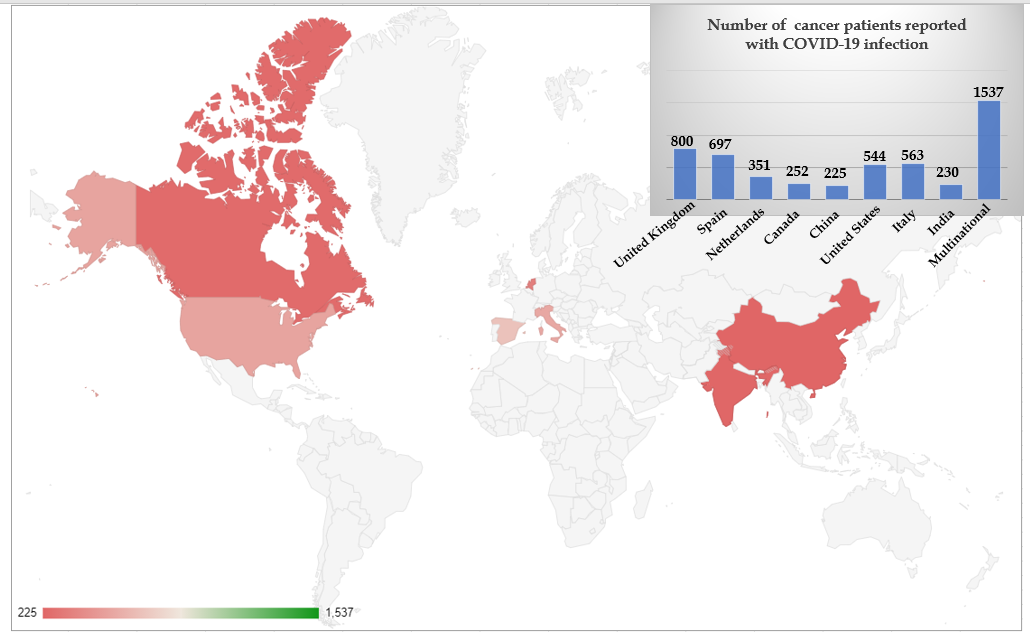 Number of cancer patients reported
with COVID-19 infection
800
697
351
252
225
544
563
230
1537
United Kingdom
Spain
Netherlands
Canada
China
United States
Italy
India
Multinational
225
1,537